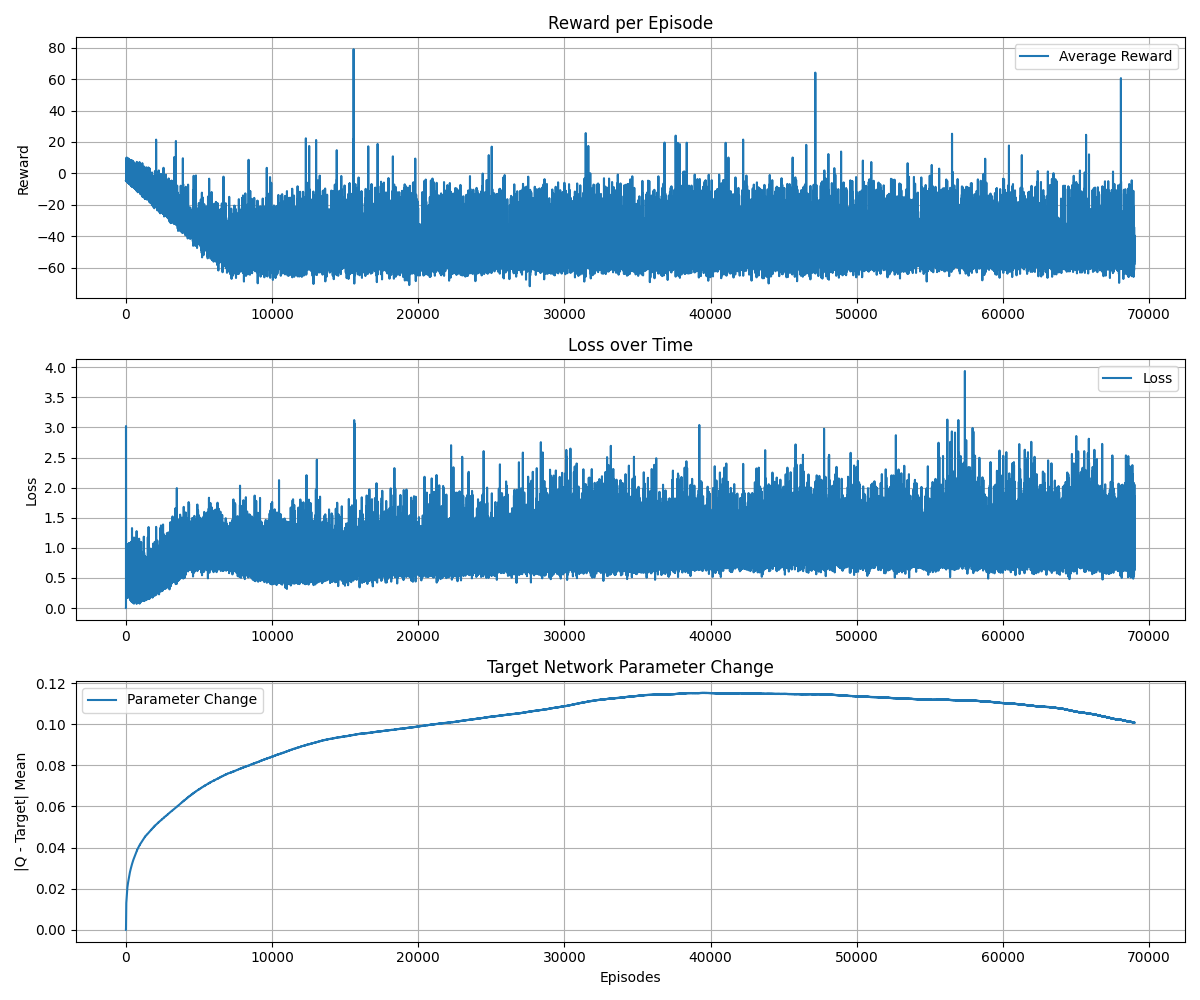 Reward per Episode
Average Reward
Reward
80
60
40
20
0
−20
−40
−60
0 10000 20000 30000 40000 50000 60000 70000
Loss over Time
Loss
Loss
4.0
3.5
3.0
2.5
2.0
1.5
1.0
0.5
0.0
0 10000 20000 30000 40000 50000 60000 70000
Target Network Parameter Change
Parameter Change
|Q - Target| Mean
0.12
0.10
0.08
0.06
0.04
0.02
0.00
0 10000 20000 30000 40000 50000 60000 70000
Episodes